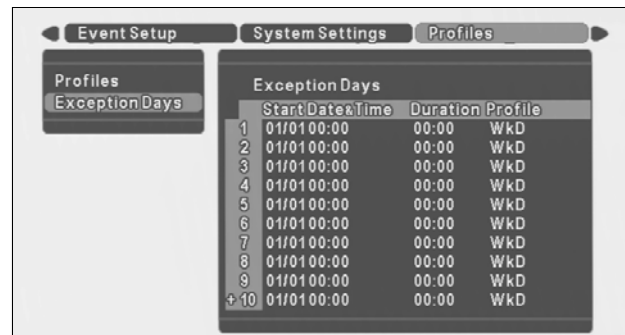 Event Setup System Settings Profiles
Profiles
Exception Days
Exception Days
Start Date&Time Duration Profile
1 01/01 00:00 00:00 WkD
2 01/01 00:00 00:00 WkD
3 01/01 00:00 00:00 WkD
4 01/01 00:00 00:00 WkD
5 01/01 00:00 00:00 WkD
6 01/01 00:00 00:00 WkD
7 01/01 00:00 00:00 WkD
8 01/01 00:00 00:00 WkD
9 01/01 00:00 00:00 WkD
+ 10 01/01 00:00 00:00 WkD